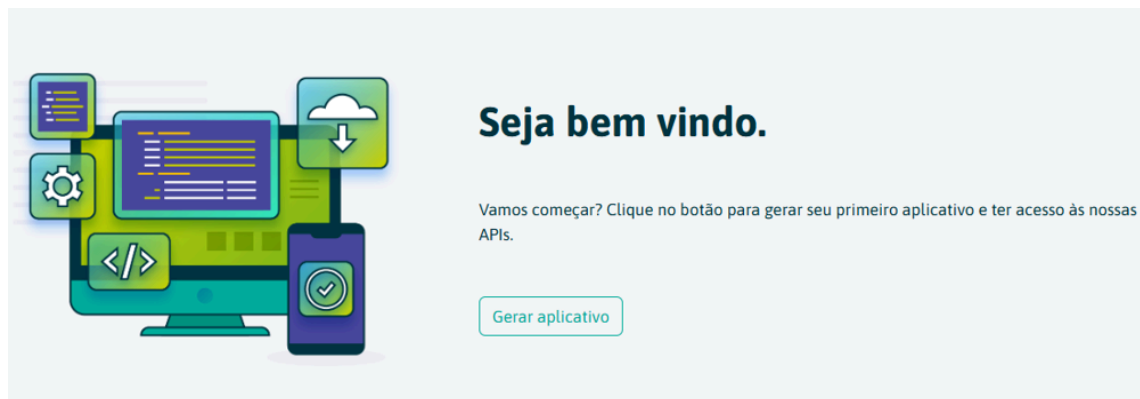 Seja bem vindo.
Vamos começar? Clique no botão para gerar seu primeiro aplicativo e ter acesso às nossas
APIs.
Gerar aplicativo